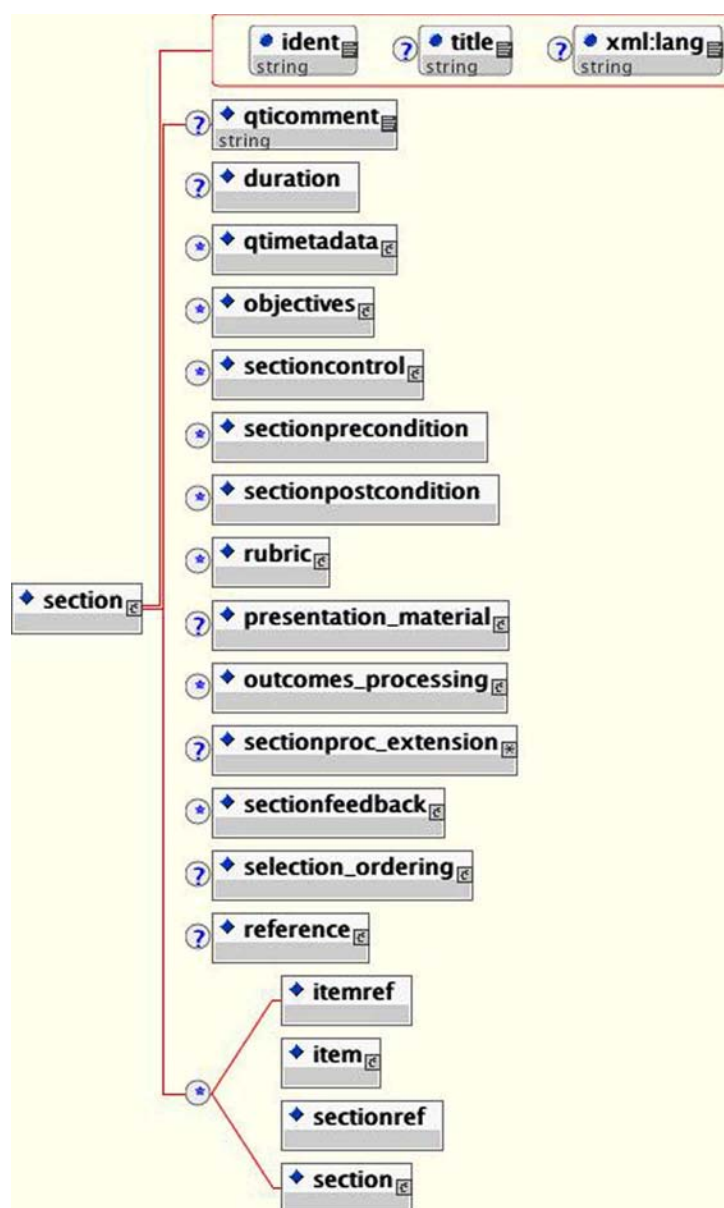 ident ? title ? xml:lang
string string string
? qticomment
string
? duration
* qtimetadata
* objectives
* sectioncontrol
* sectionprecondition
* sectionpostcondition
* rubric
section
? presentation_material
* outcomes_processing
? sectionproc_extension
* sectionfeedback
? selection_ordering
? reference
itemref
item
* sectionref
section